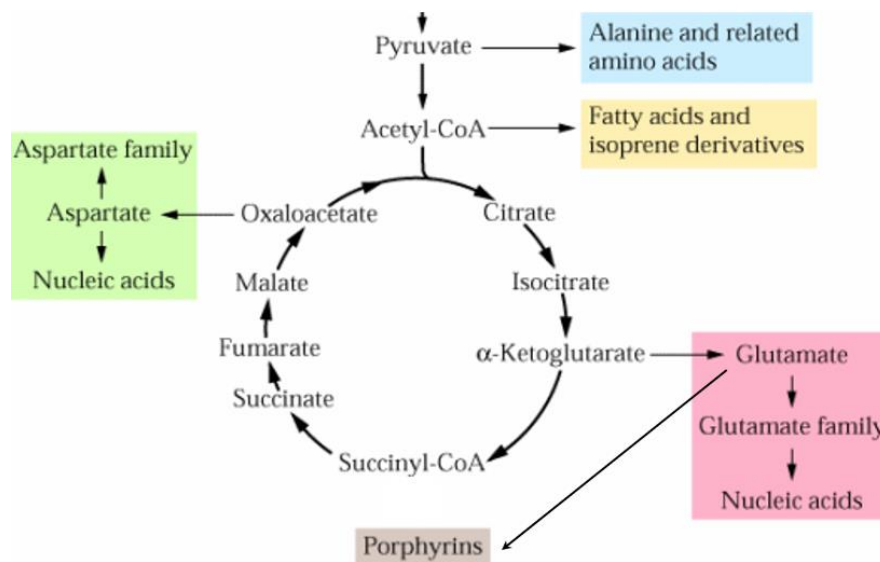 Pyruvate
Alanine and related
amino acids
Acetyl-CoA
Fatty acids and
isoprene derivatives
Aspartate family
Aspartate
Nucleic acids
Oxaloacetate
Citrate
Malate
Isocitrate
Fumarate
α-Ketoglutarate
Glutamate
Succinate
Glutamate family
Succinyl-CoA
Nucleic acids
Porphyrins